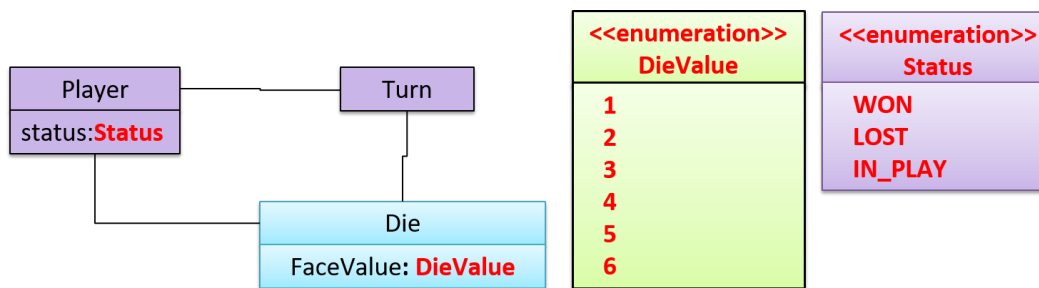 Player
status:Status
Turn
Die
FaceValue: DieValue
<<enumeration>>
DieValue
1
2
3
4
5
6
<<enumeration>>
Status
WON
LOST
IN_PLAY